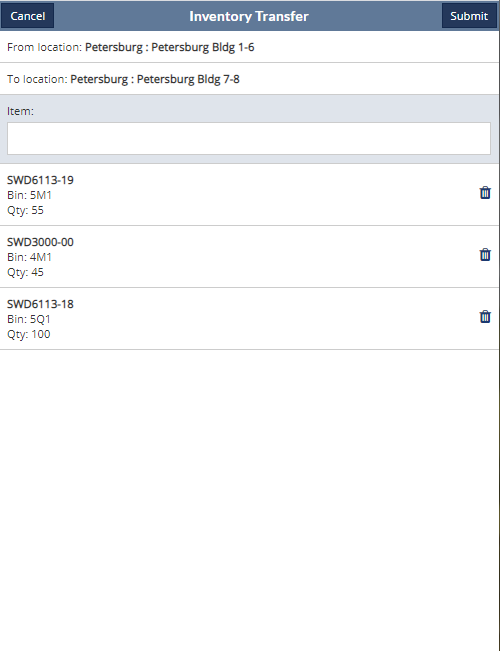 Cancel
Inventory Transfer
Submit
From location: Petersburg : Petersburg Bldg 1-6
To location: Petersburg : Petersburg Bldg 7-8
Item:
SWD6113-19
Bin: 5M1
Qty: 55
SWD3000-00
Bin: 4M1
Qty: 45
SWD6113-18
Bin: 5Q1
Qty: 100